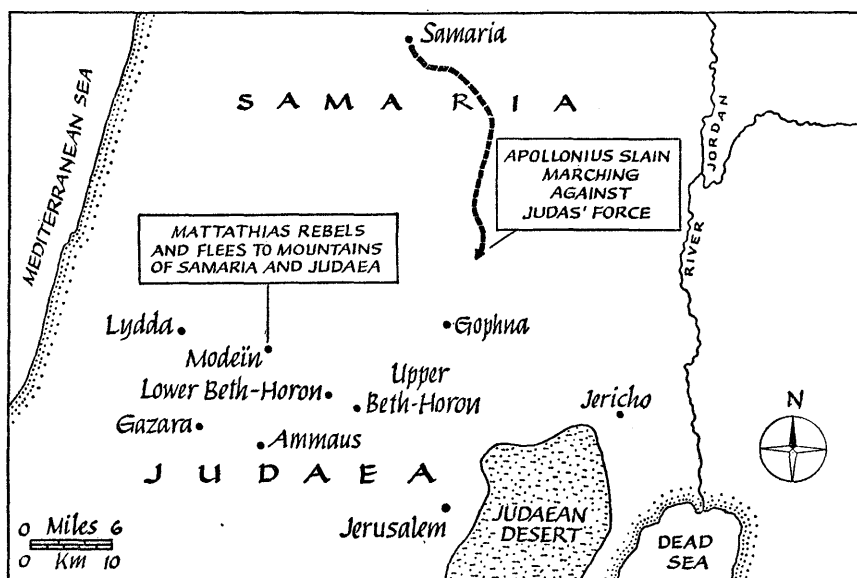 Samaria
MEDITERRANEAN SEA
SAMARIA
RIVER JORDAN
APOLLONIUS SLAIN
MARCHING
AGAINST
JUDAS' FORCE
MATTATHIAS REBELS
AND FLEES TO MOUNTAINS
OF SAMARIA AND JUDAEA
Lydda
Gophna
Modeïn
Lower Beth-Horon
Upper
Beth-Horon
Jericho
N
Gazara
Ammaus
JUDAEA
Jerusalem
JUDAEAN
DESERT
DEAD
SEA
0 Miles 6
0 Km 10